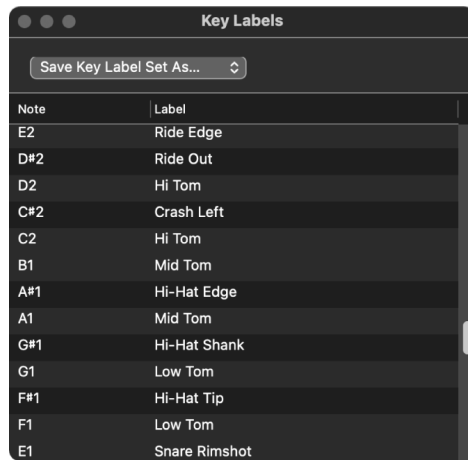 Key Labels
Save Key Label Set As...
Note Label
E2 Ride Edge
D#2 Ride Out
D2 Hi Tom
C#2 Crash Left
C2 Hi Tom
B1 Mid Tom
A#1 Hi-Hat Edge
A1 Mid Tom
G#1 Hi-Hat Shank
G1 Low Tom
F#1 Hi-Hat Tip
F1 Low Tom
E1 Snare Rimshot